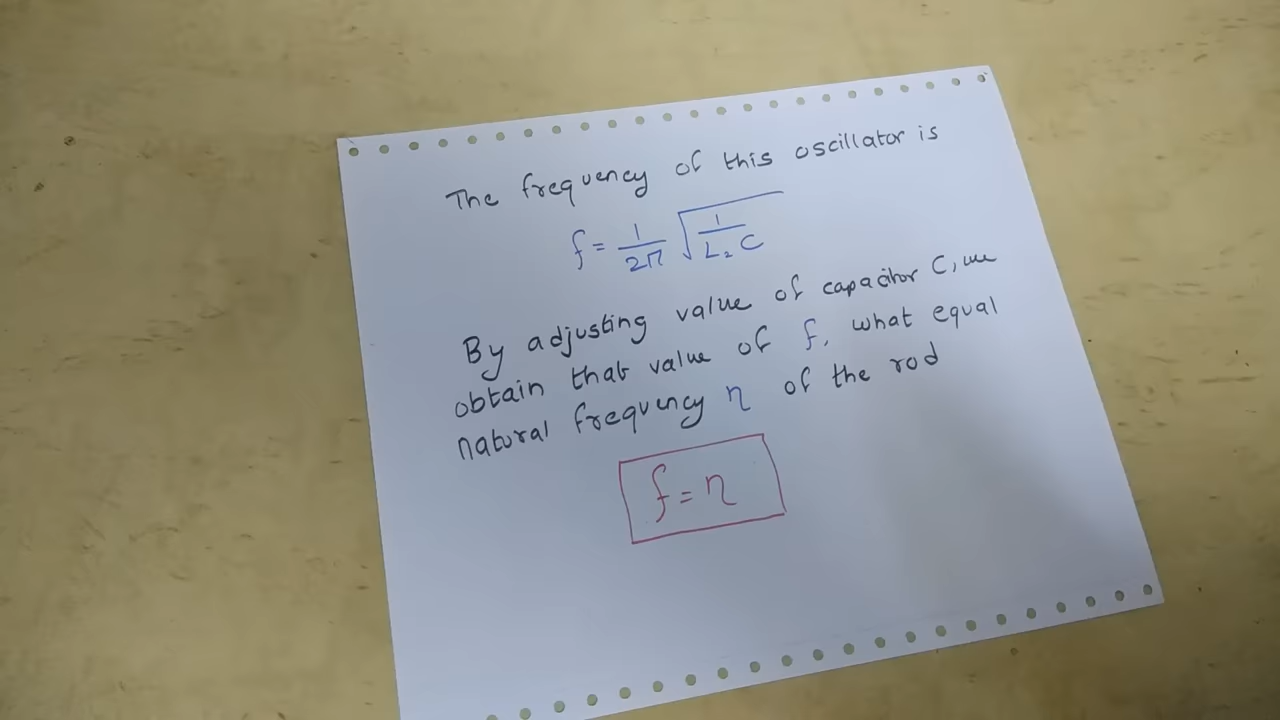 The frequency of this oscillator is
f = 1/2π √(1/L₂C)
By adjusting value of capacitor C, we
obtain that value of f, what equal
natural frequency η of the rod
f = η